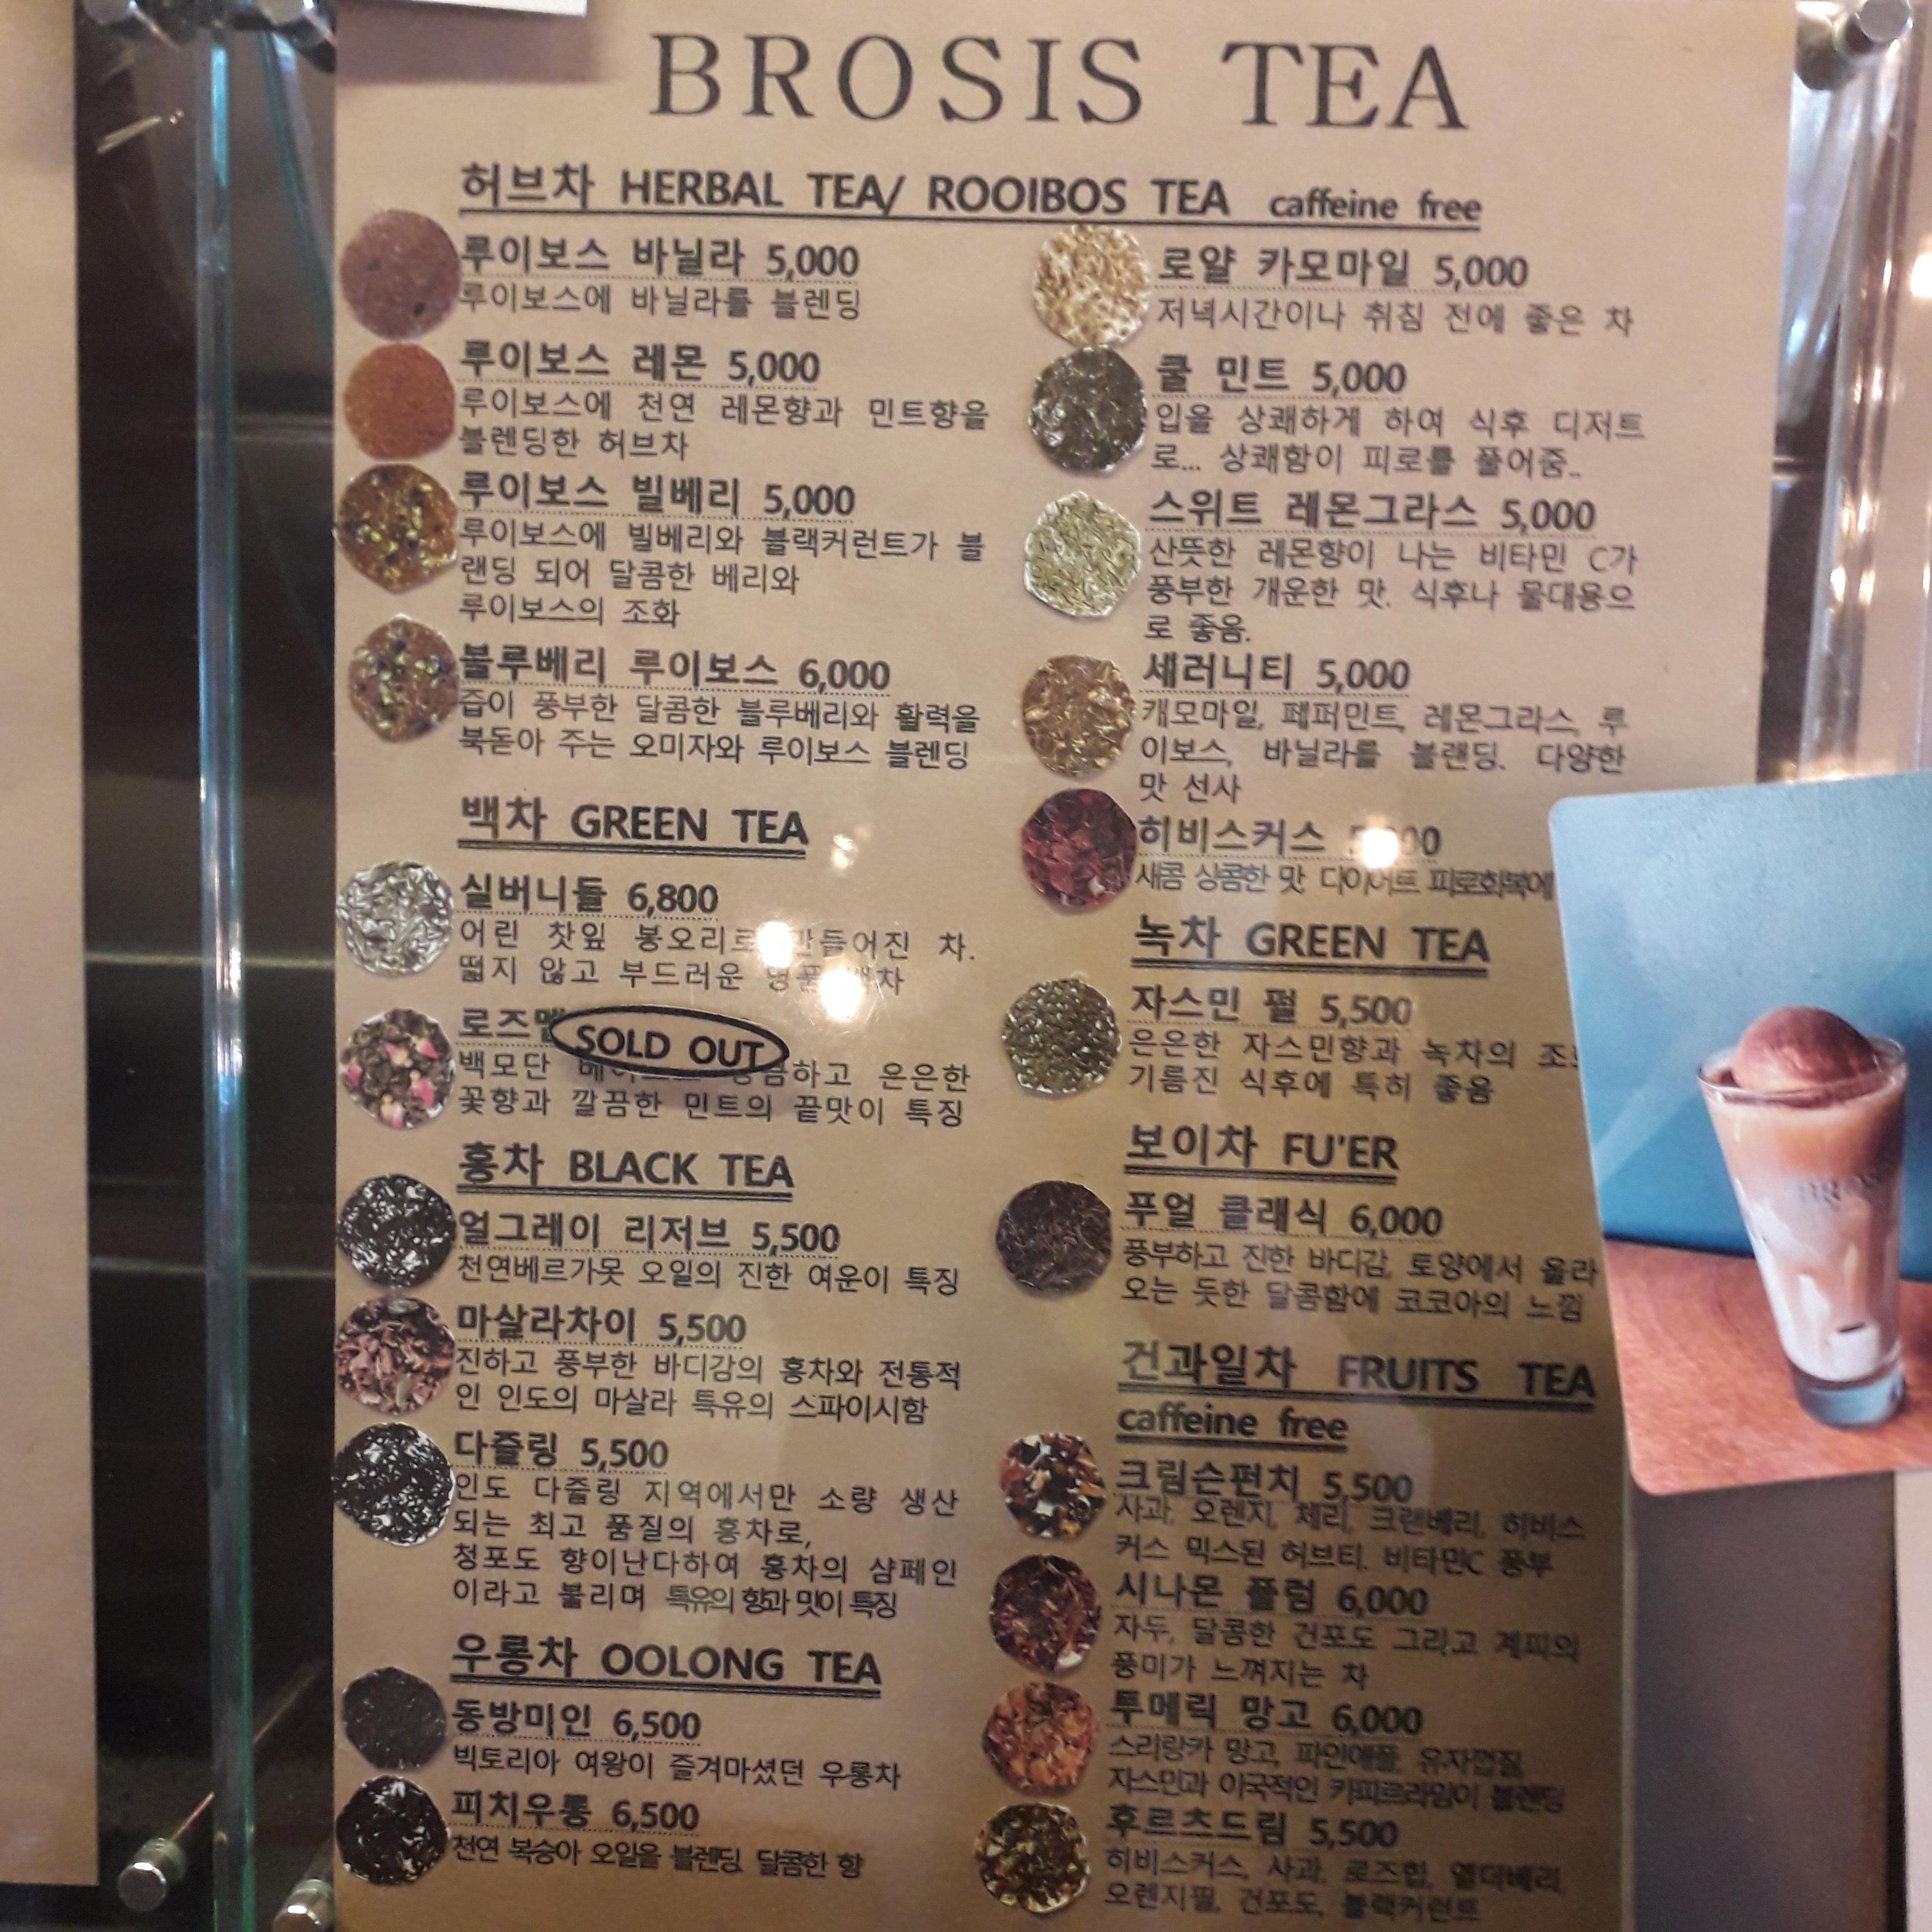 BROSIS TEA
허브차 HERBAL TEA/ ROOIBOS TEA caffeine free
루이보스 바닐라 5,000
루이보스에 바닐라를 블렌딩
루이보스 레몬 5,000
루이보스에 천연 레몬향과 민트향을
블렌딩한 허브차
루이보스 빌베리 5,000
루이보스에 빌베리와 블랙커런트가 블
랜딩 되어 달콤한 베리와
루이보스의 조화
블루베리 루이보스 6,000
즙이 풍부한 달콤한 블루베리와 활력을
북돋아 주는 오미자와 루이보스 블렌딩
백차 GREEN TEA
실버니들 6,800
어린 찻잎 봉오리로 만들어진 차.
떫지 않고 부드러운 명품 백차
로즈
SOLD OUT
백모단 하고 은은한
꽃향과 깔끔한 민트의 끝맛이 특징
홍차 BLACK TEA
얼그레이 리저브 5,500
천연베르가못 오일의 진한 여운이 특징
마살라차이 5,500
진하고 풍부한 바디감의 홍차와 전통적
인 인도의 마살라 특유의 스파이시함
다즐링 5,500
인도 다즐링 지역에서만 소량 생산
되는 최고 품질의 홍차로,
청포도 향이난다하여 홍차의 샴페인
이라고 불리며 특유의 향과 맛이 특징
우롱차 OOLONG TEA
동방미인 6,500
빅토리아 여왕이 즐겨마셨던 우롱차
피치우롱 6,500
천연 복숭아 오일을 블렌딩. 달콤한 향
로얄 카모마일 5,000
저녁시간이나 취침 전에 좋은 차
쿨 민트 5,000
입을 상쾌하게 하여 식후 디저트
로... 상쾌함이 피로를 풀어줌..
스위트 레몬그라스 5,000
산뜻한 레몬향이 나는 비타민 C가
풍부한 개운한 맛. 식후나 물대용으
로 좋음.
세러니티 5,000
캐모마일, 페퍼민트, 레몬그라스, 루
이보스, 바닐라를 블랜딩. 다양한
맛 선사
히비스커스
새콤 상콤한 맛 다이어트 피로회복에
녹차 GREEN TEA
자스민 펄 5,500
은은한 자스민향과 녹차의
기름진 식후에 특히 좋음
보이차 FU'ER
푸얼 클래식 6,000
풍부하고 진한 바디감, 토양에서 올라
오는 듯한 달콤함에 코코아의 느낌
건과일차 FRUITS TEA
caffeine free
크림슨펀치 5,500
사과, 오렌지, 체리, 크랜베리, 히비스
커스 믹스된 허브티. 비타민C 풍부
시나몬 플럼 6,000
자두, 달콤한 건포도 그리고 계피의
풍미가 느껴지는 차
투메릭 망고 6,000
스리랑카 망고, 파인애플, 유자껍질,
자스민과 이국적인 카피르라임이 블렌딩
후르츠드림 5,500
히비스커스, 사과, 로즈힙, 엘더베리
오렌지필, 건포도, 블랙커런트